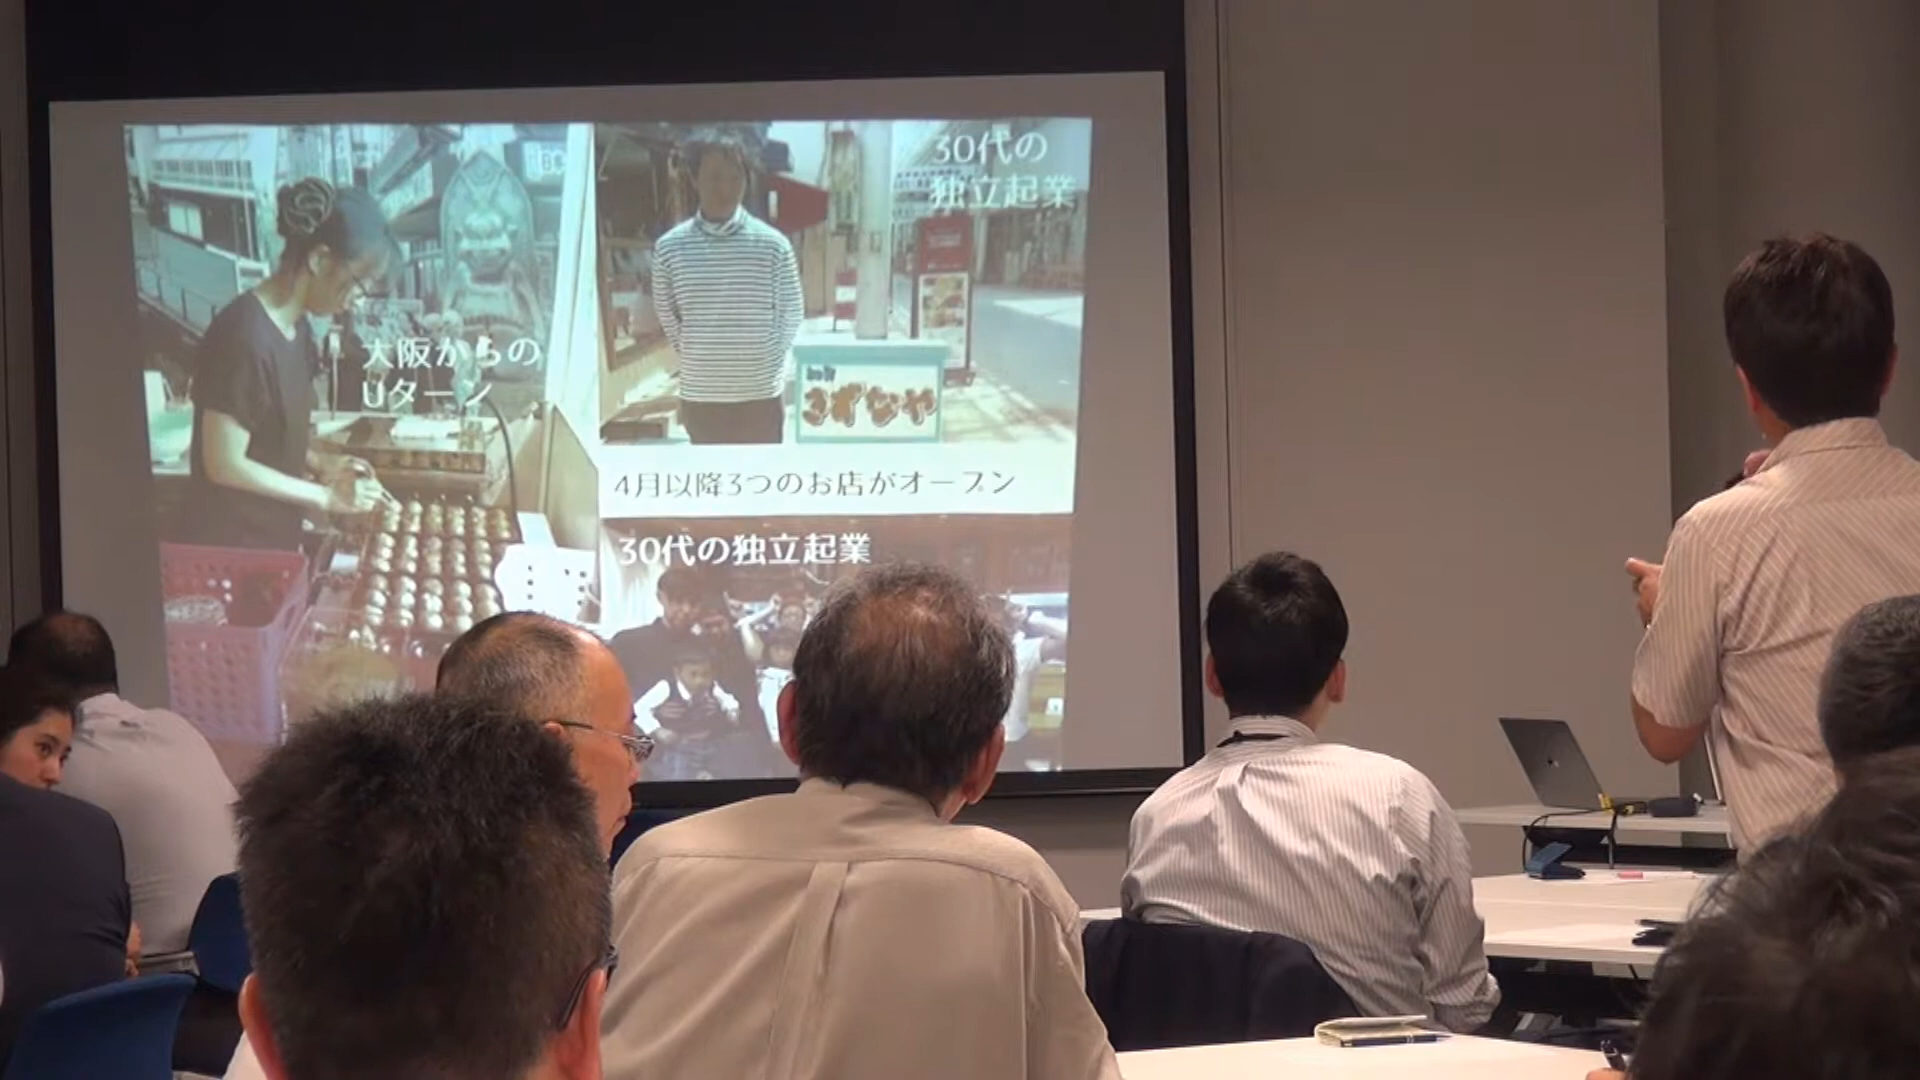 30代の
独立起業
大阪からの
Uターン
4月以降3つのお店がオープン
30代の独立起業